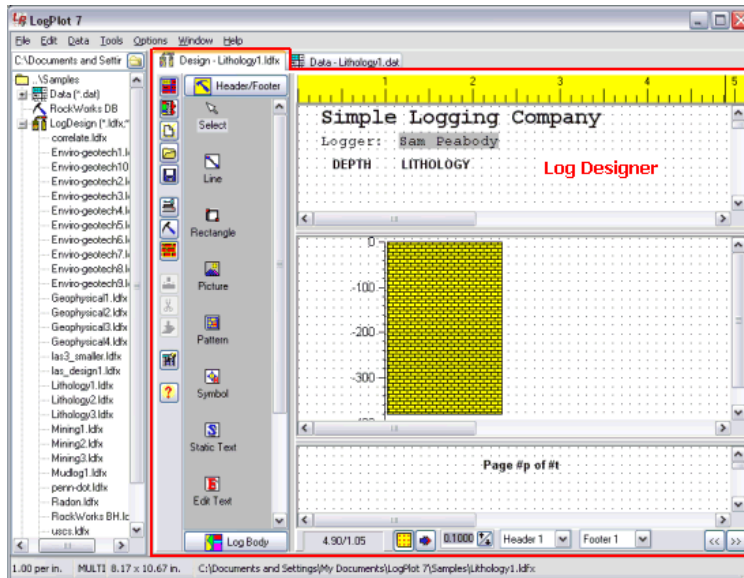 LogPlot 7
File Edit Data Tools Options Window Help
C:\Documents and Settir
Design - Lithology1.ldfx
Data - Lithology1.dat
..\Samples
Data (*.dat)
RockWorks DB
LogDesign (*.ldfx;*
correlate.ldfx
Enviro-geotech1.l
Enviro-geotech10
Enviro-geotech2.l
Enviro-geotech3.l
Enviro-geotech4.l
Enviro-geotech5.l
Enviro-geotech6.l
Enviro-geotech7.l
Enviro-geotech8.l
Enviro-geotech9.l
Geophysical1.ldfx
Geophysical2.ldfx
Geophysical3.ldfx
Geophysical4.ldfx
las3_smaller.ldfx
las_design1.ldfx
Lithology1.ldfx
Lithology2.ldfx
Lithology3.ldfx
Mining1.ldfx
Mining2.ldfx
Mining3.ldfx
Mudlog1.ldfx
penn-dot.ldfx
Radon.ldfx
RockWorks BH.lc
uscs.ldfx
Header/Footer
Select
Line
Rectangle
Picture
Pattern
Symbol
Static Text
Edit Text
Log Body
1 2 3 4 5
Simple Logging Company
Logger: Sam Peabody
DEPTH LITHOLOGY
Log Designer
0
-100
-200
-300
-400
Page #p of #t
4.90/1.05
0.1000
Header 1
Footer 1
<< >>
1.00 per in. MULTI 8.17 x 10.67 in. C:\Documents and Settings\My Documents\LogPlot 7\Samples\Lithology1.ldfx